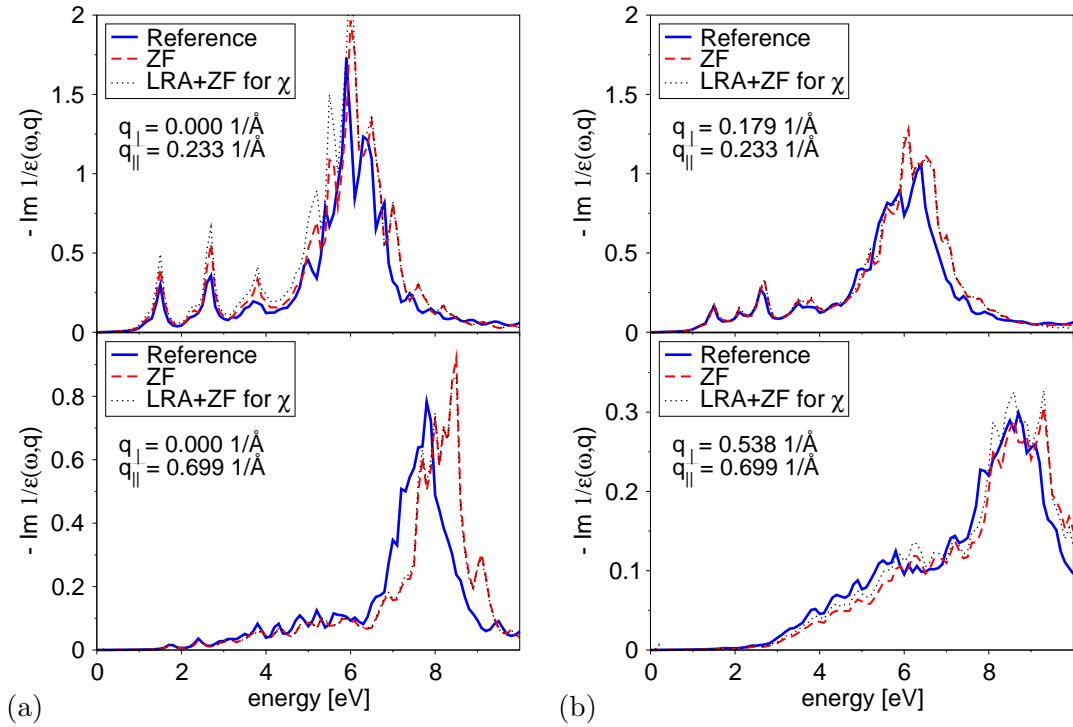 2
1.5
1
0.5
0
- Im 1/ε(ω,q)
Reference
ZF
LRA+ZF for χ
q⊥ = 0.000 1/Å
q|| = 0.233 1/Å
2
1.5
1
0.5
0
- Im 1/ε(ω,q)
Reference
ZF
LRA+ZF for χ
q⊥ = 0.179 1/Å
q|| = 0.233 1/Å
0.8
0.6
0.4
0.2
0
- Im 1/ε(ω,q)
Reference
ZF
LRA+ZF for χ
q⊥ = 0.000 1/Å
q|| = 0.699 1/Å
0 2 4 6 8
energy [eV]
(a)
0.3
0.2
0.1
0
- Im 1/ε(ω,q)
Reference
ZF
LRA+ZF for χ
q⊥ = 0.538 1/Å
q|| = 0.699 1/Å
0 2 4 6 8
energy [eV]
(b)